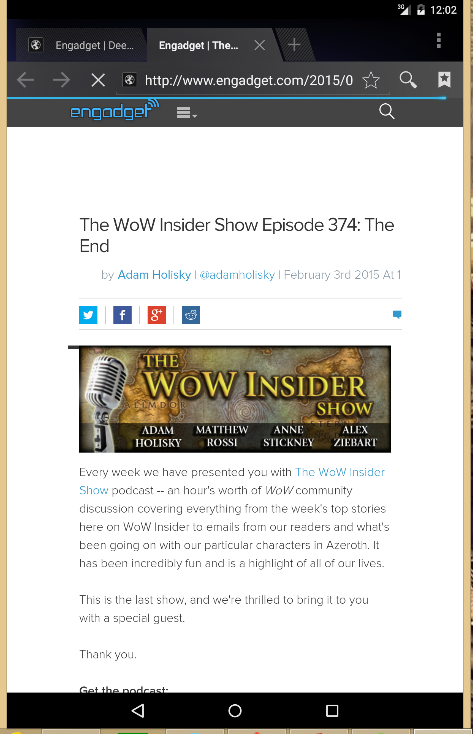 3G 12:02
Engadget | Dee...
Engadget | The...
http://www.engadget.com/2015/0
engadget
The WoW Insider Show Episode 374: The
End
by Adam Holisky | @adamholisky | February 3rd 2015 At 1
f
g+
THE
WOW INSIDER
SHOW
ADAM MATTHEW ANNE ALEX
HOLISKY ROSSI STICKNEY ZIEBART
Every week we have presented you with The WoW Insider
Show podcast -- an hour's worth of WoW community
discussion covering everything from the week's top stories
here on WoW Insider to emails from our readers and what's
been going on with our particular characters in Azeroth. It
has been incredibly fun and is a highlight of all of our lives.
This is the last show, and we're thrilled to bring it to you
with a special guest.
Thank you.
Get the podcast: